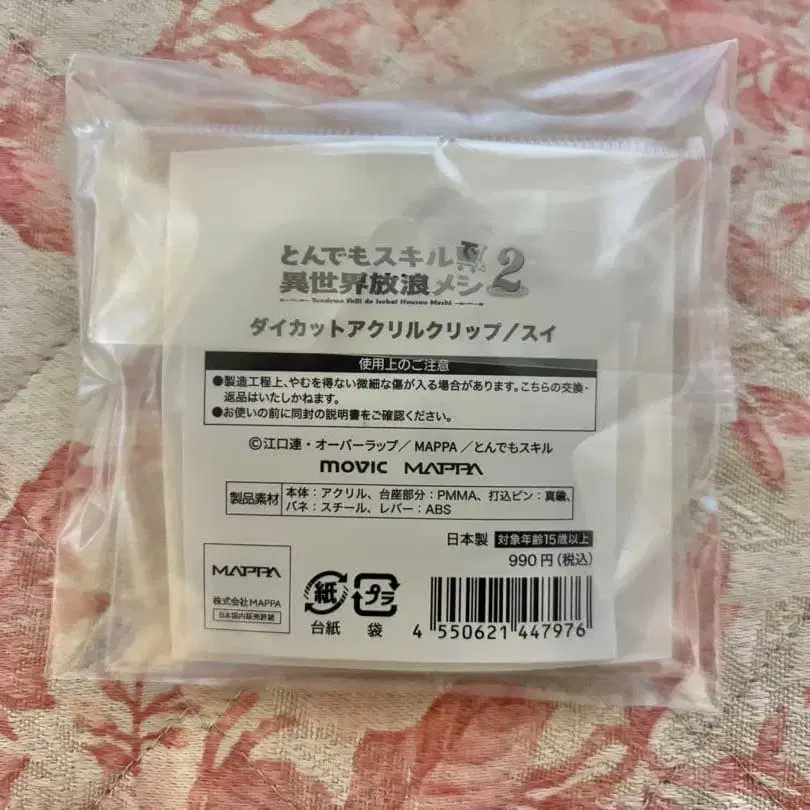 とんでもスキル
異世界放浪メシ2
Tondemo Skill de Isekai Hourou Meshi
ダイカットアクリルクリップ/スイ
使用上のご注意
●製造工程上、やむを得ない微細な傷が入る場合があります。こちらの交換・
返品はいたしかねます。
●お使いの前に同封の説明書をご確認ください。
©江口連・オーバーラップ/MAPPA/とんでもスキル
movic MAPPA
製品素材
本体:アクリル、台座部分:PMMA、打込ピン:真鍮、
バネ:スチール、レバー:ABS
日本製 対象年齢15歳以上
990円(税込)
MAPPA
株式会社MAPPA
日本国内販売許諾
紙 プラ
台紙 袋
4 550621 447976